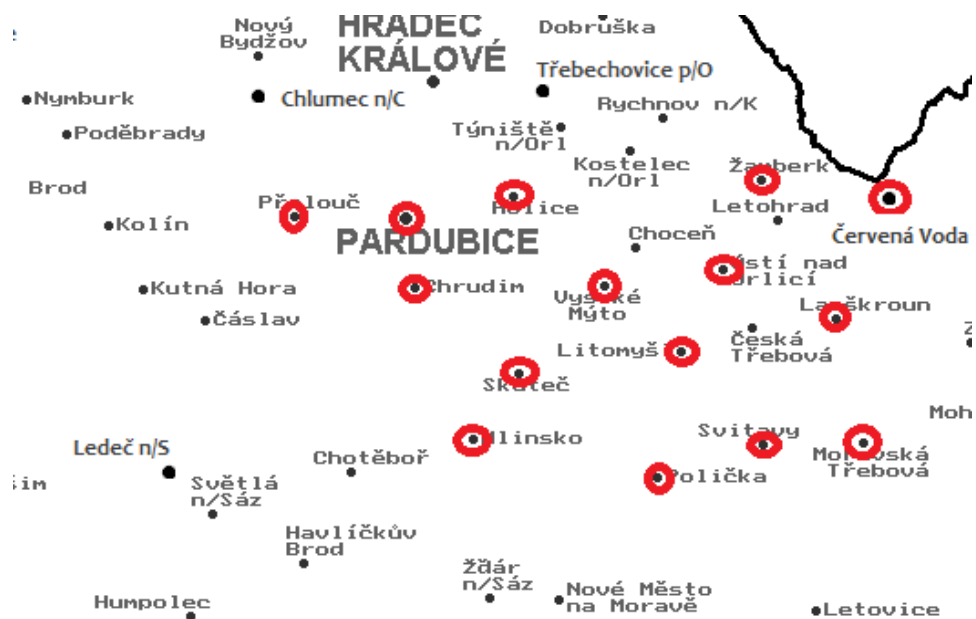 HRADEC
KRÁLOVÉ
Nový
Bydžov
Dobruška
Třebechovice p/O
Chlumec n/C
Nymburk
Rychnov n/K
Poděbrady
Týniště
n/Orl
Kostelec
n/Orl
Žamberk
Brod
Přelouč
Holice
Letohrad
Kolín
PARDUBICE
Choceň
Červená Voda
Ústí nad
Orlicí
Chrudim
Kutná Hora
Vysoké
Mýto
Lanškroun
Čáslav
Česká
Třebová
Litomyšl
Skuteč
Moh
Svitavy
Hlinsko
Ledeč n/S
Chotěboř
Moravská
Třebová
Polička
Světlá
n/Sáz
Havlíčkův
Brod
Žďár
n/Sáz
Nové Město
na Moravě
Humpolec
Letovice